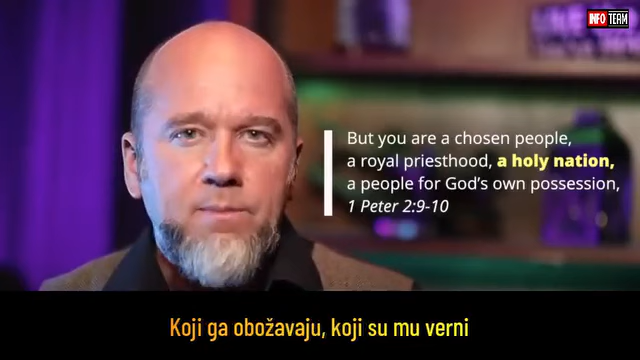 INFO TEAM
But you are a chosen people,
a royal priesthood, a holy nation,
a people for God's own possession,
1 Peter 2:9-10
Koji ga obožavaju, koji su mu verni